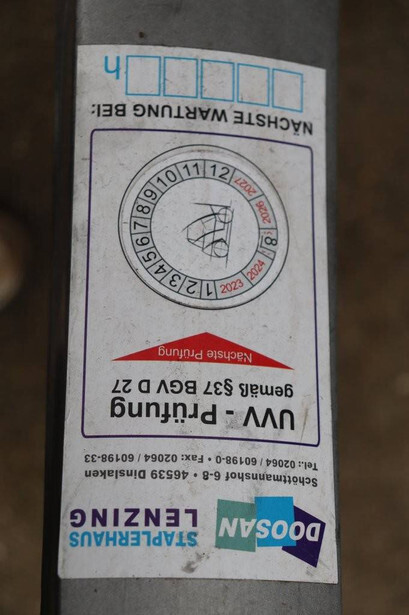 DOOSAN
STAPLERHAUS
LENZING
Schöttmannshof 6-8 • 46539 Dinslaken
Tel.: 02064 / 60198-0 • Fax: 02064 / 60198-33
UVV - Prüfung
gemäß §37 BGV D 27
Nächste Prüfung
1 2 3 4 5 6 7 8 9 10 11 12 2027 2026 8 2024 2023
NÄCHSTE WARTUNG BEI:
h